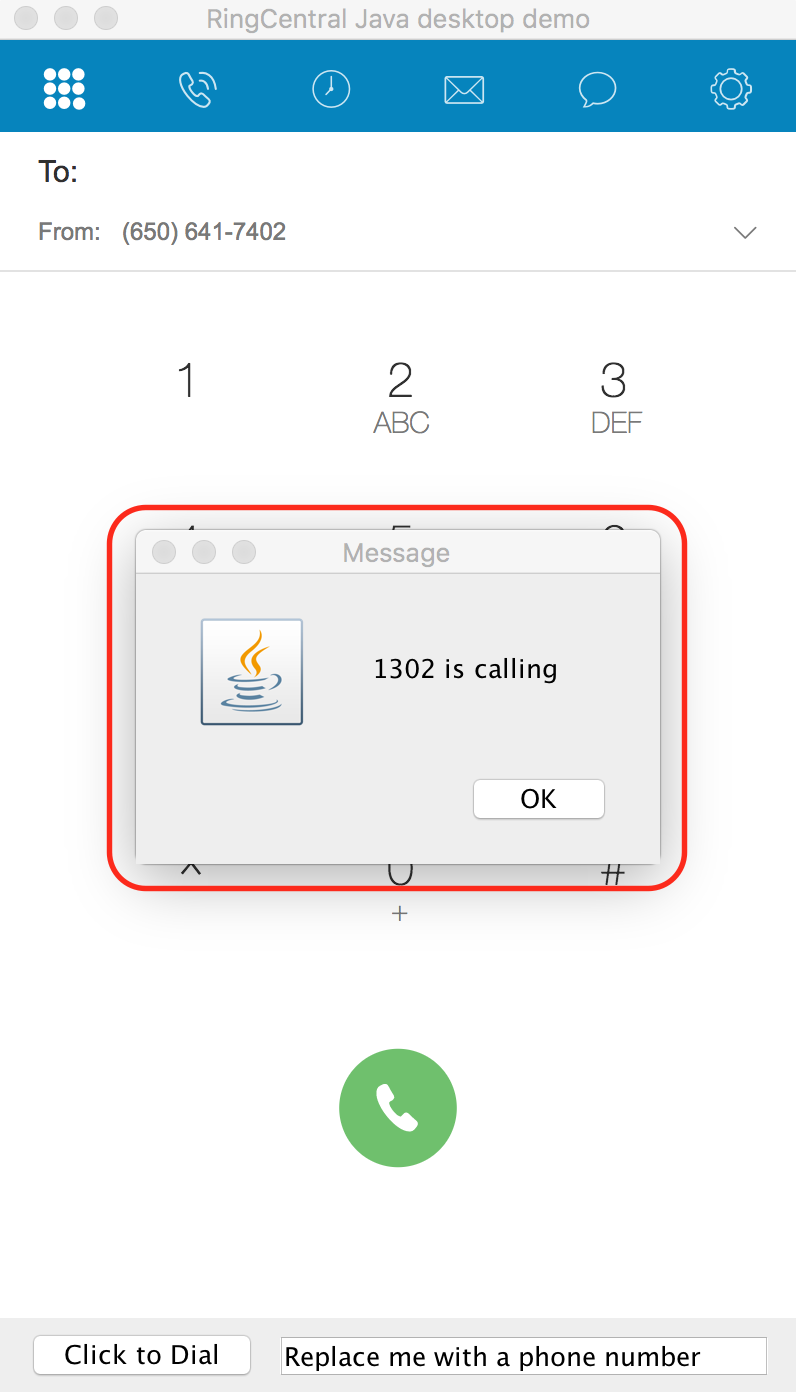 RingCentral Java desktop demo
To:
From: (650) 641-7402
1 2 3
ABC DEF
Message
1302 is calling
OK
0 #
+
Click to Dial Replace me with a phone number